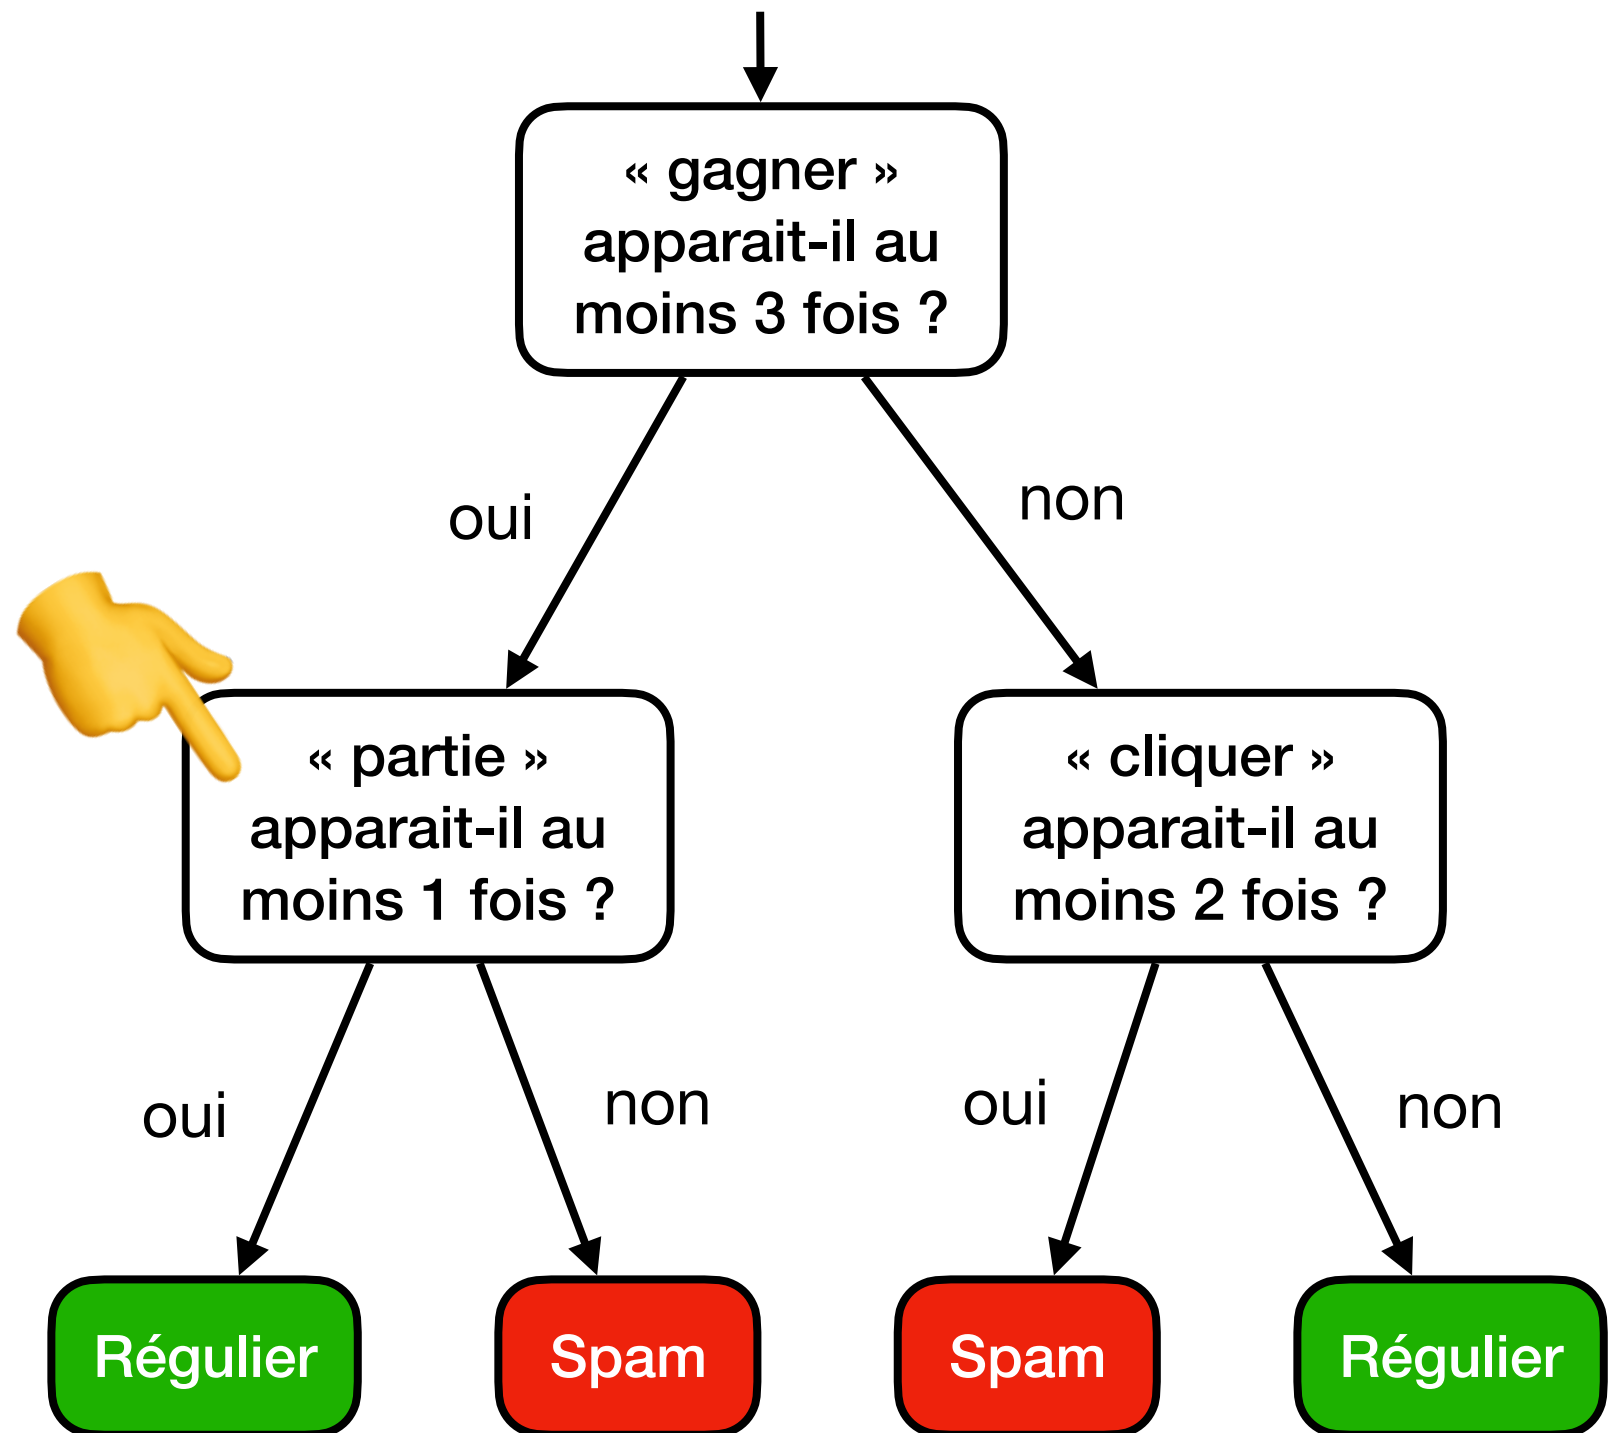 « gagner »
apparait-il au
moins 3 fois ?
oui
non
« partie »
apparait-il au
moins 1 fois ?
« cliquer »
apparait-il au
moins 2 fois ?
oui
non
oui
non
Régulier
Spam
Spam
Régulier